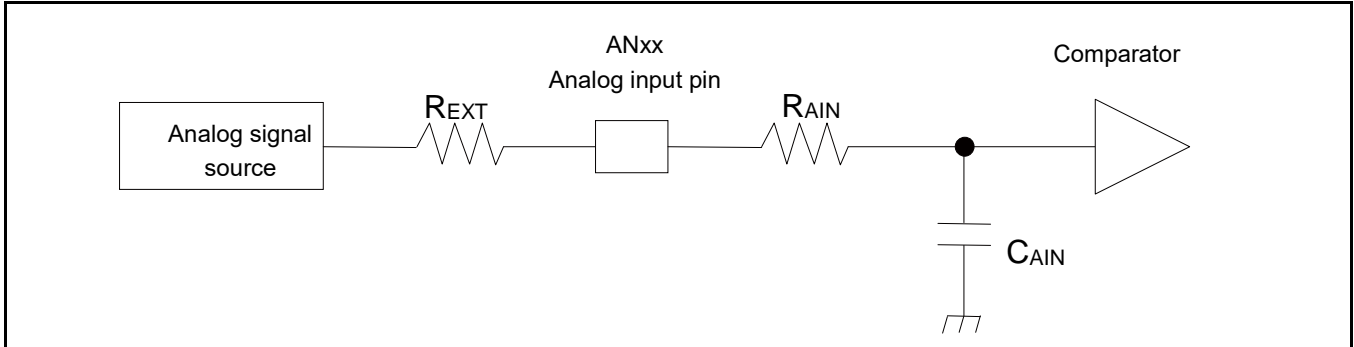 ANxx
Analog input pin
Comparator
REXT
RAIN
Analog signal
source
CAIN